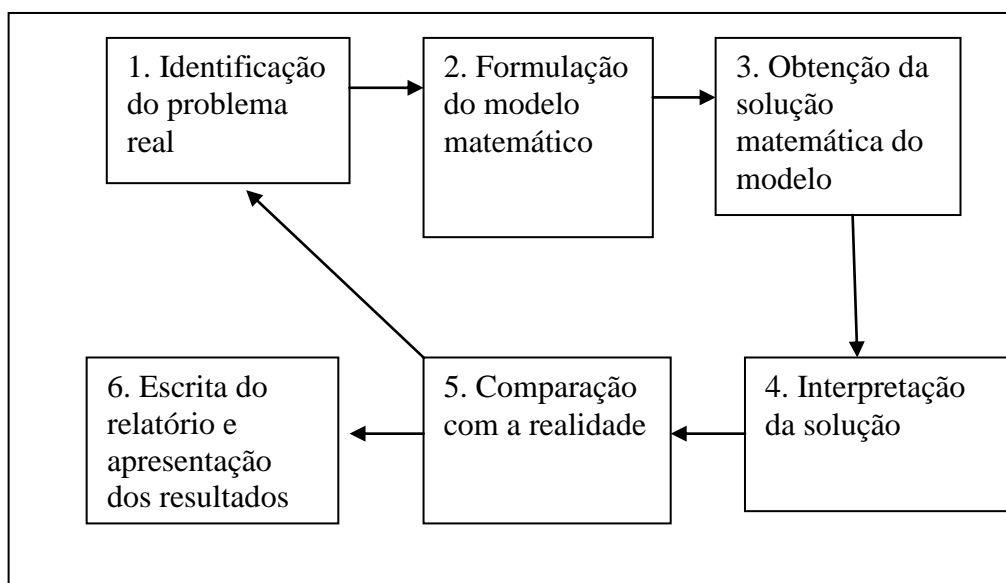 1. Identificação
do problema
real
2. Formulação
do modelo
matemático
3. Obtenção da
solução
matemática do
modelo
4. Interpretação
da solução
5. Comparação
com a realidade
6. Escrita do
relatório e
apresentação
dos resultados